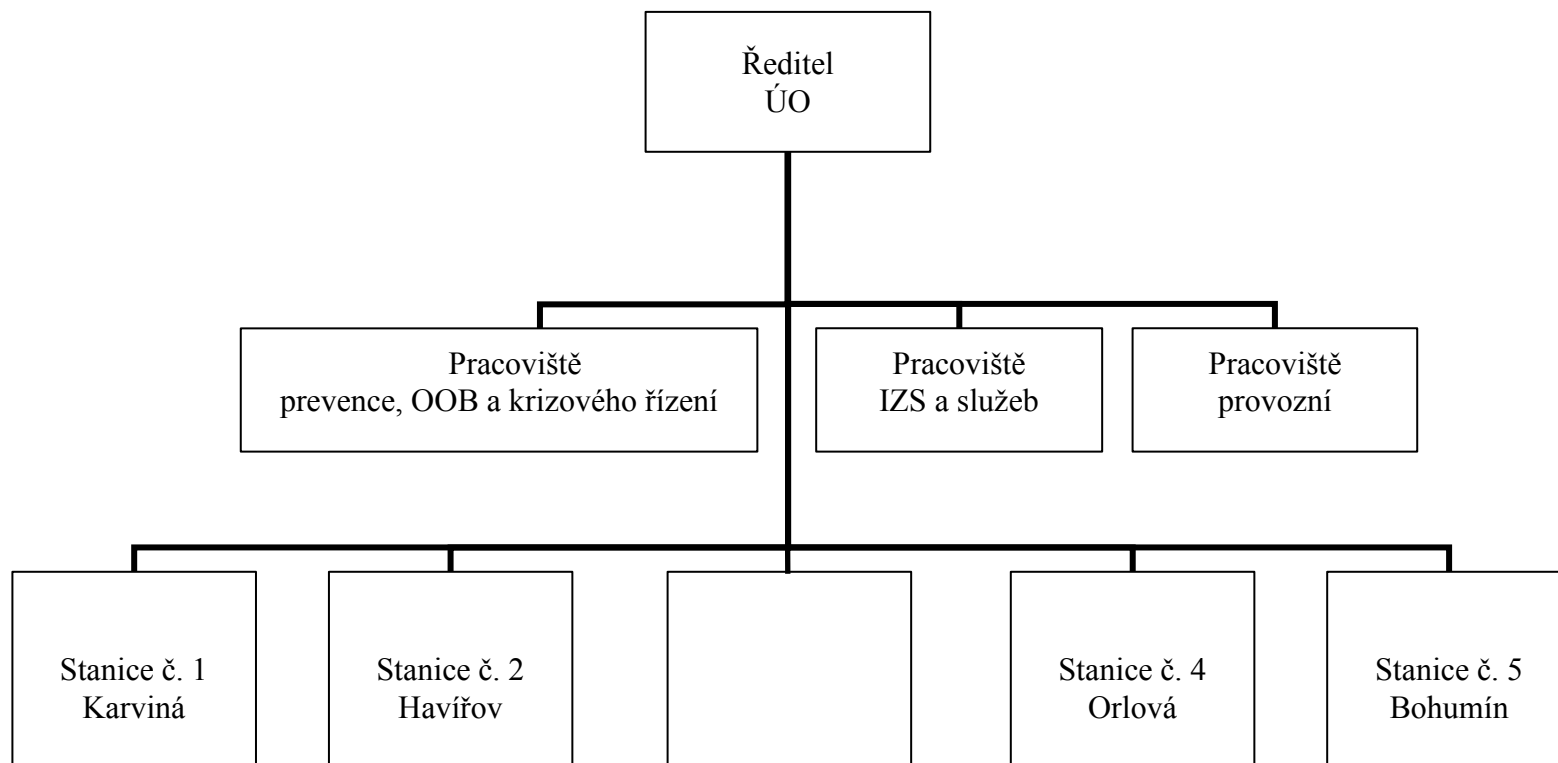 Ředitel
ÚO
Pracoviště
prevence, OOB a krizového řízení
Pracoviště
IZS a služeb
Pracoviště
provozní
Stanice č. 1
Karviná
Stanice č. 2
Havířov
Stanice č. 4
Orlová
Stanice č. 5
Bohumín